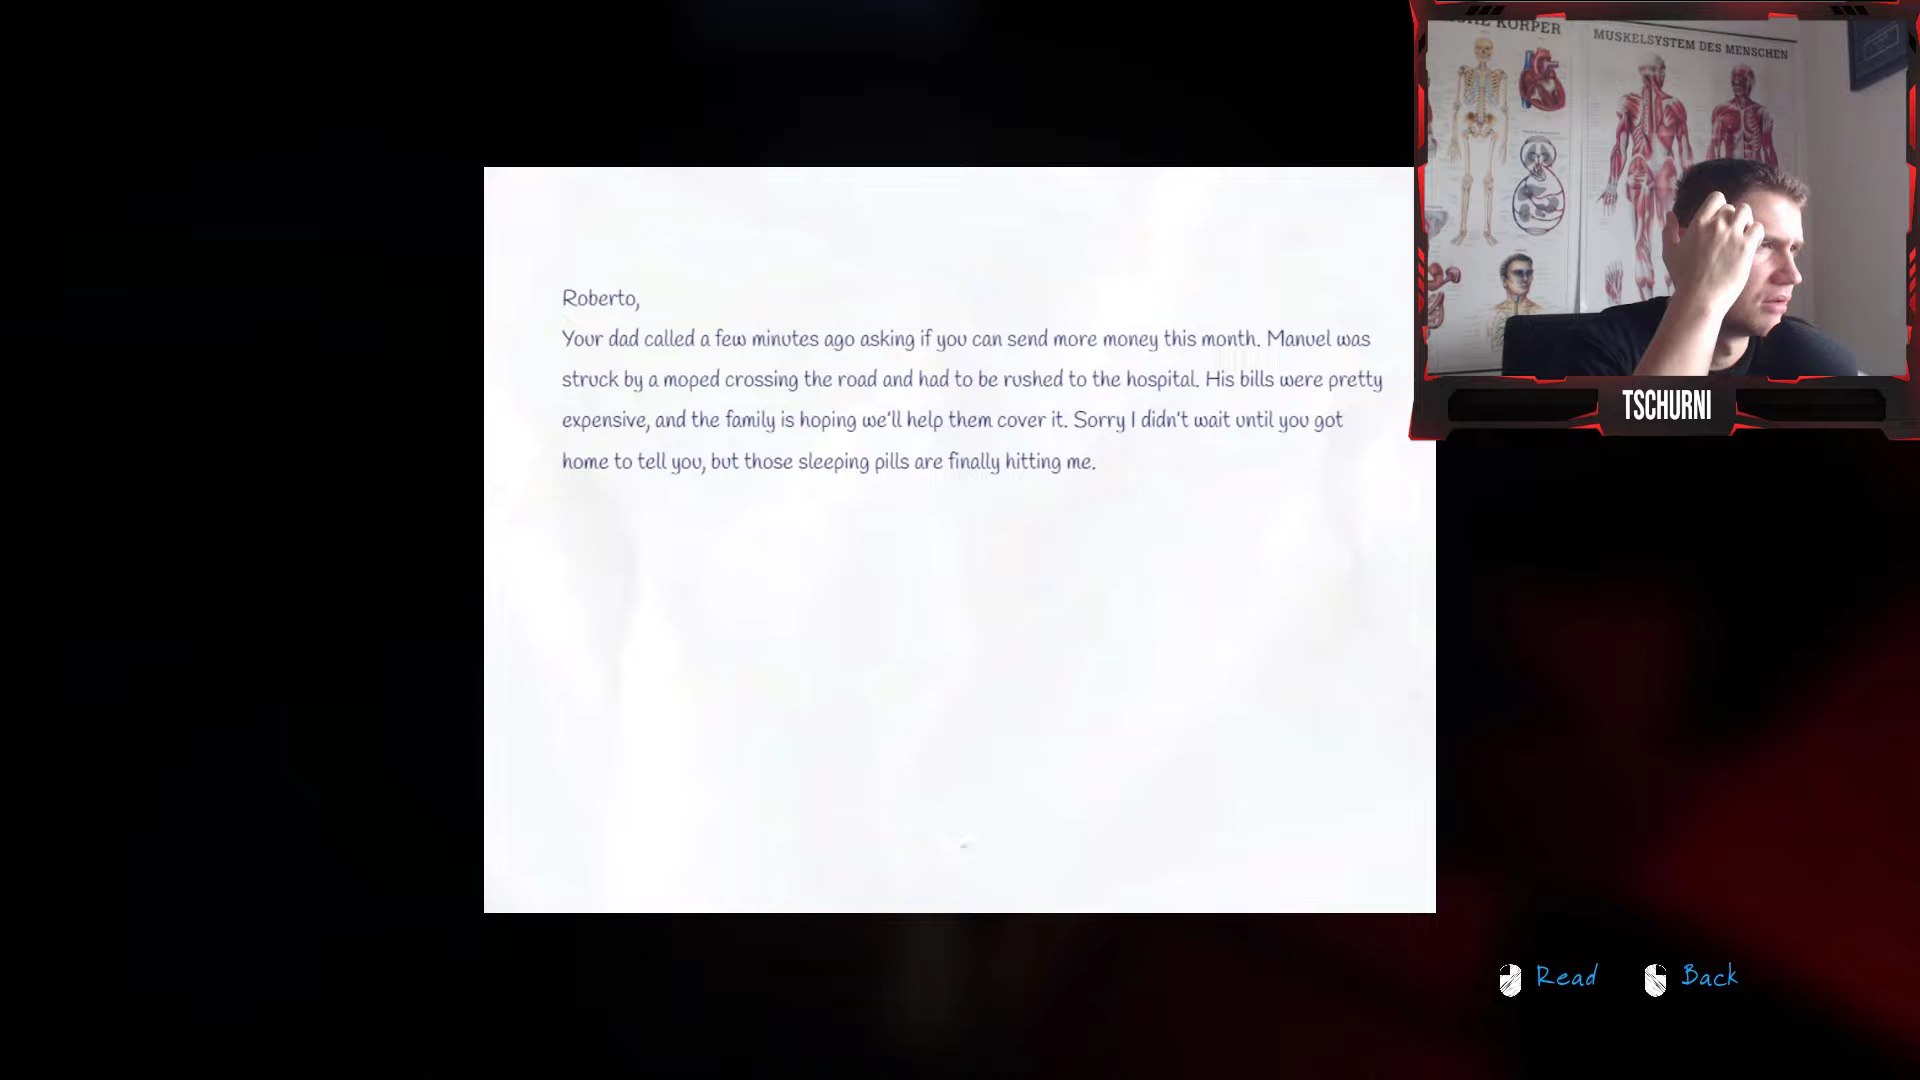 Roberto,
Your dad called a few minutes ago asking if you can send more money this month. Manuel was
struck by a moped crossing the road and had to be rushed to the hospital. His bills were pretty
expensive, and the family is hoping we'll help them cover it. Sorry I didn't wait until you got
home to tell you, but those sleeping pills are finally hitting me.
KÖRPER
MUSKELSYSTEM DES MENSCHEN
TSCHURNI
Read Back